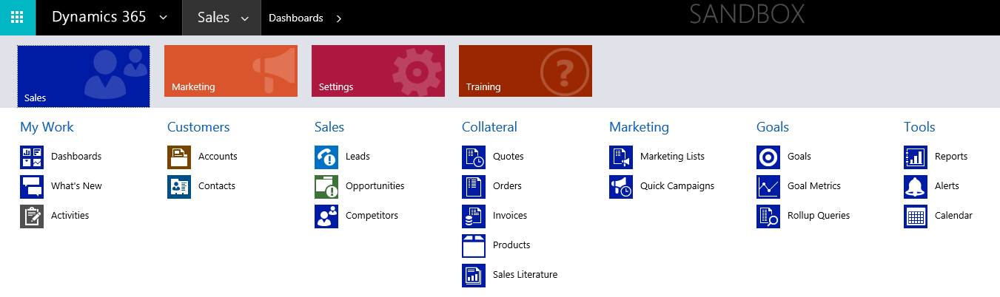 Dynamics 365 Sales Dashboards SANDBOX
Sales Marketing Settings Training
My Work Customers Sales Collateral Marketing Goals Tools
Dashboards Accounts Leads Quotes Marketing Lists Goals Reports
What's New Contacts Opportunities Orders Quick Campaigns Goal Metrics Alerts
Activities Competitors Invoices Rollup Queries Calendar
Products
Sales Literature